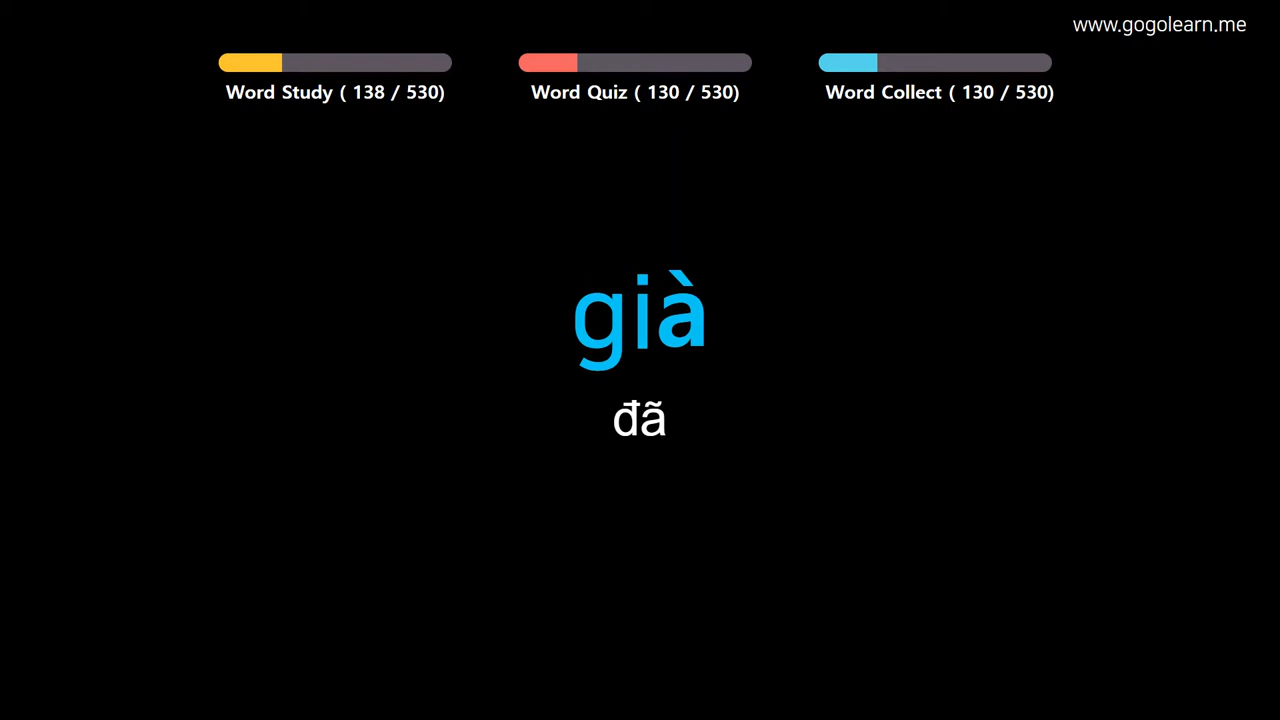 www.gogolearn.me
Word Study ( 138 / 530)
Word Quiz ( 130 / 530)
Word Collect ( 130 / 530)
già
đã